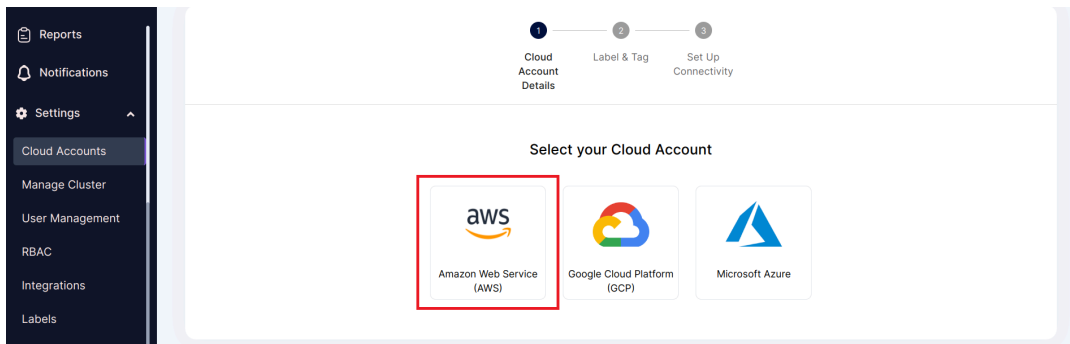 Reports
Notifications
Settings
Cloud Accounts
Manage Cluster
User Management
RBAC
Integrations
Labels
1
2
3
Cloud
Account
Details
Label & Tag
Set Up
Connectivity
Select your Cloud Account
aws
Amazon Web Service
(AWS)
Google Cloud Platform
(GCP)
Microsoft Azure